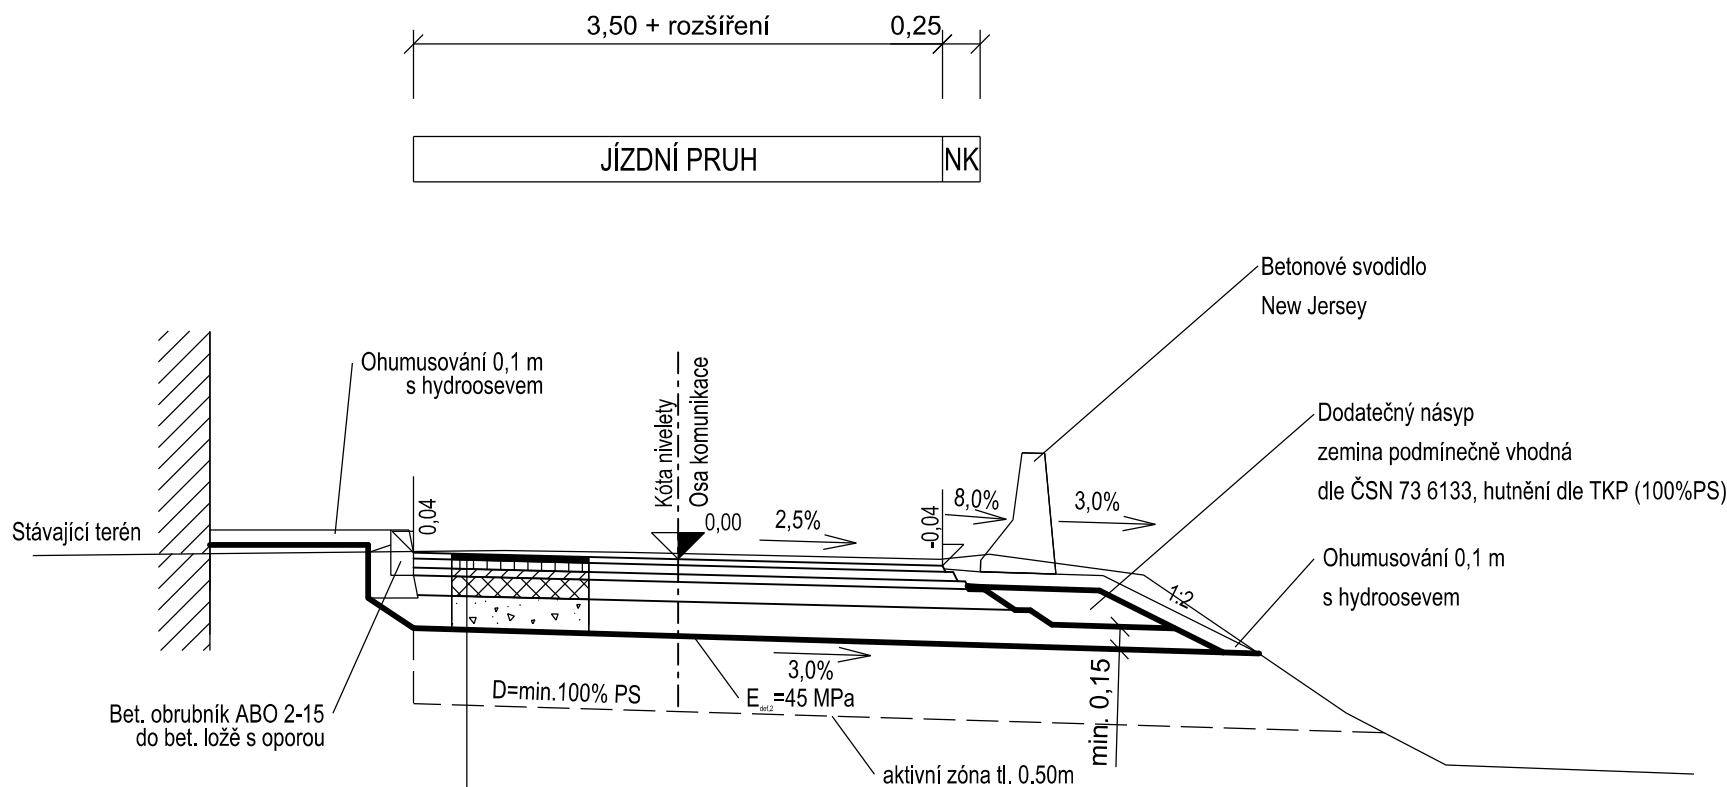 3,50 + rozšíření
0,25
JÍZDNÍ PRUH
NK
Betonové svodidlo
New Jersey
Ohumusování 0,1 m
s hydroosevem
Kóta nivelety
Osa komunikace
Dodatečný násyp
zemina podmínečně vhodná
dle ČSN 73 6133, hutnění dle TKP (100%PS)
0,04
0,00
2,5%
-0,04
8,0%
3,0%
Stávající terén
Ohumusování 0,1 m
s hydroosevem
1:2
3,0%
D=min.100% PS
Edef,2=45 MPa
min. 0,15
Bet. obrubník ABO 2-15
do bet. ložě s oporou
aktivní zóna tl. 0.50m